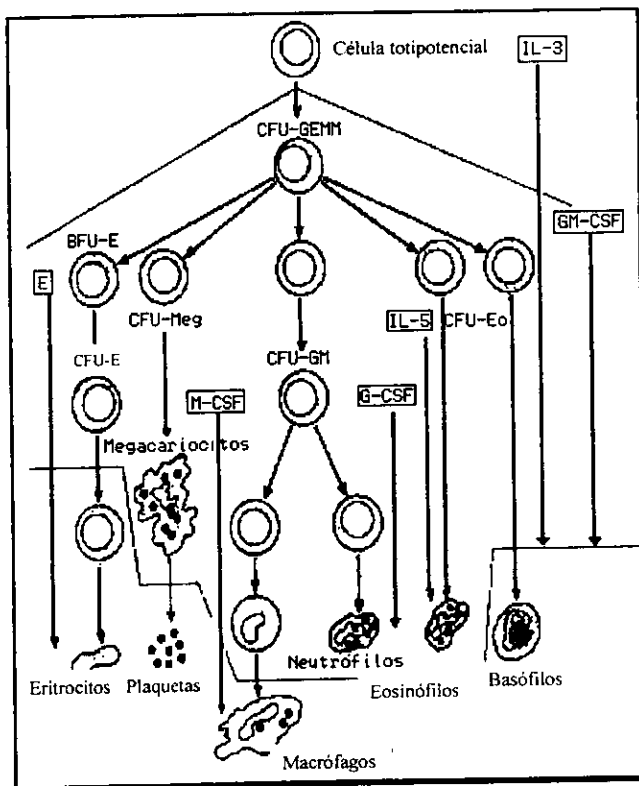 Célula totipotencial
IL-3
CFU-GEMM
GM-CSF
BFU-E
E
CFU-Meg
IL-5
CFU-Eo
CFU-E
CFU-GM
M-CSF
G-CSF
Megacariocitos
Neutrófilos
Eritrocitos
Plaquetas
Eosinófilos
Basófilos
Macrófagos